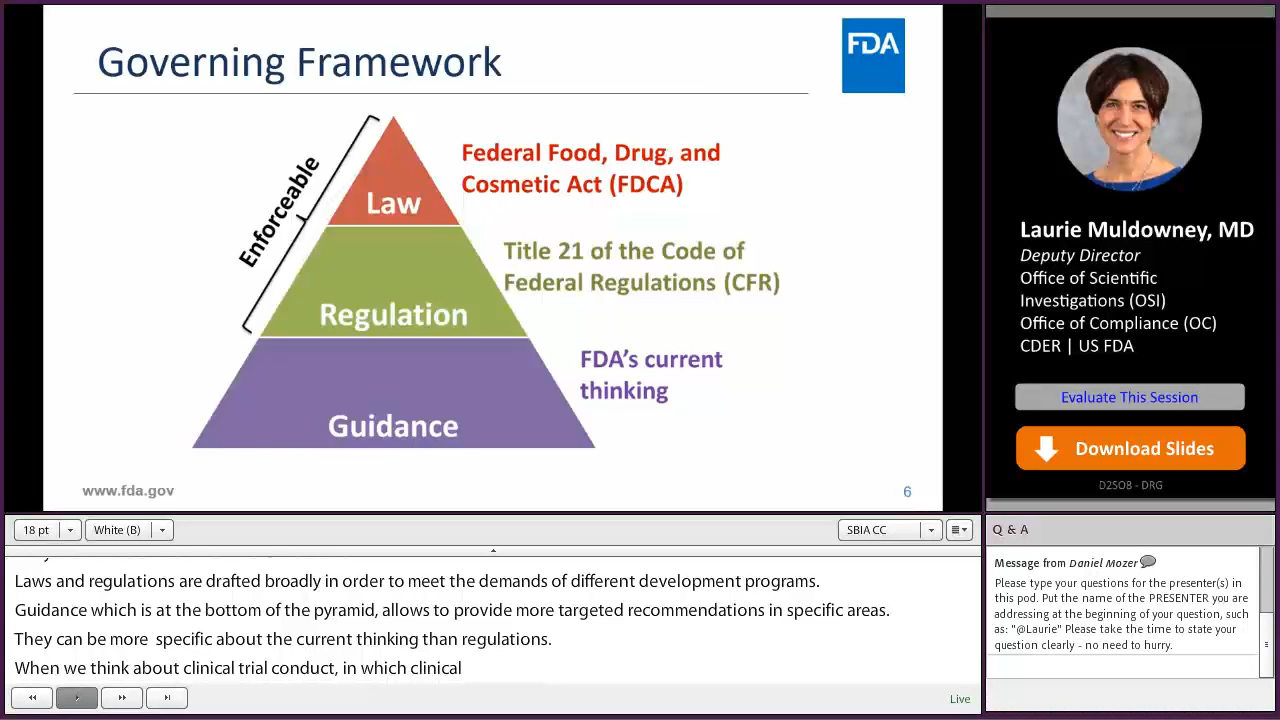 Governing Framework
FDA
Enforceable
Law
Federal Food, Drug, and
Cosmetic Act (FDCA)
Regulation
Title 21 of the Code of
Federal Regulations (CFR)
Guidance
FDA's current
thinking
www.fda.gov
6
Laurie Muldowney, MD
Deputy Director
Office of Scientific
Investigations (OSI)
Office of Compliance (OC)
CDER | US FDA
Evaluate This Session
Download Slides
D2SO8 - DRG
18 pt
White (B)
SBIA CC
Laws and regulations are drafted broadly in order to meet the demands of different development programs.
Guidance which is at the bottom of the pyramid, allows to provide more targeted recommendations in specific areas.
They can be more specific about the current thinking than regulations.
When we think about clinical trial conduct, in which clinical
Live
Q & A
Message from Daniel Mozer
Please type your questions for the presenter(s) in
this pod. Put the name of the PRESENTER you are
addressing at the beginning of your question, such
as: "@Laurie" Please take the time to state your
question clearly - no need to hurry.